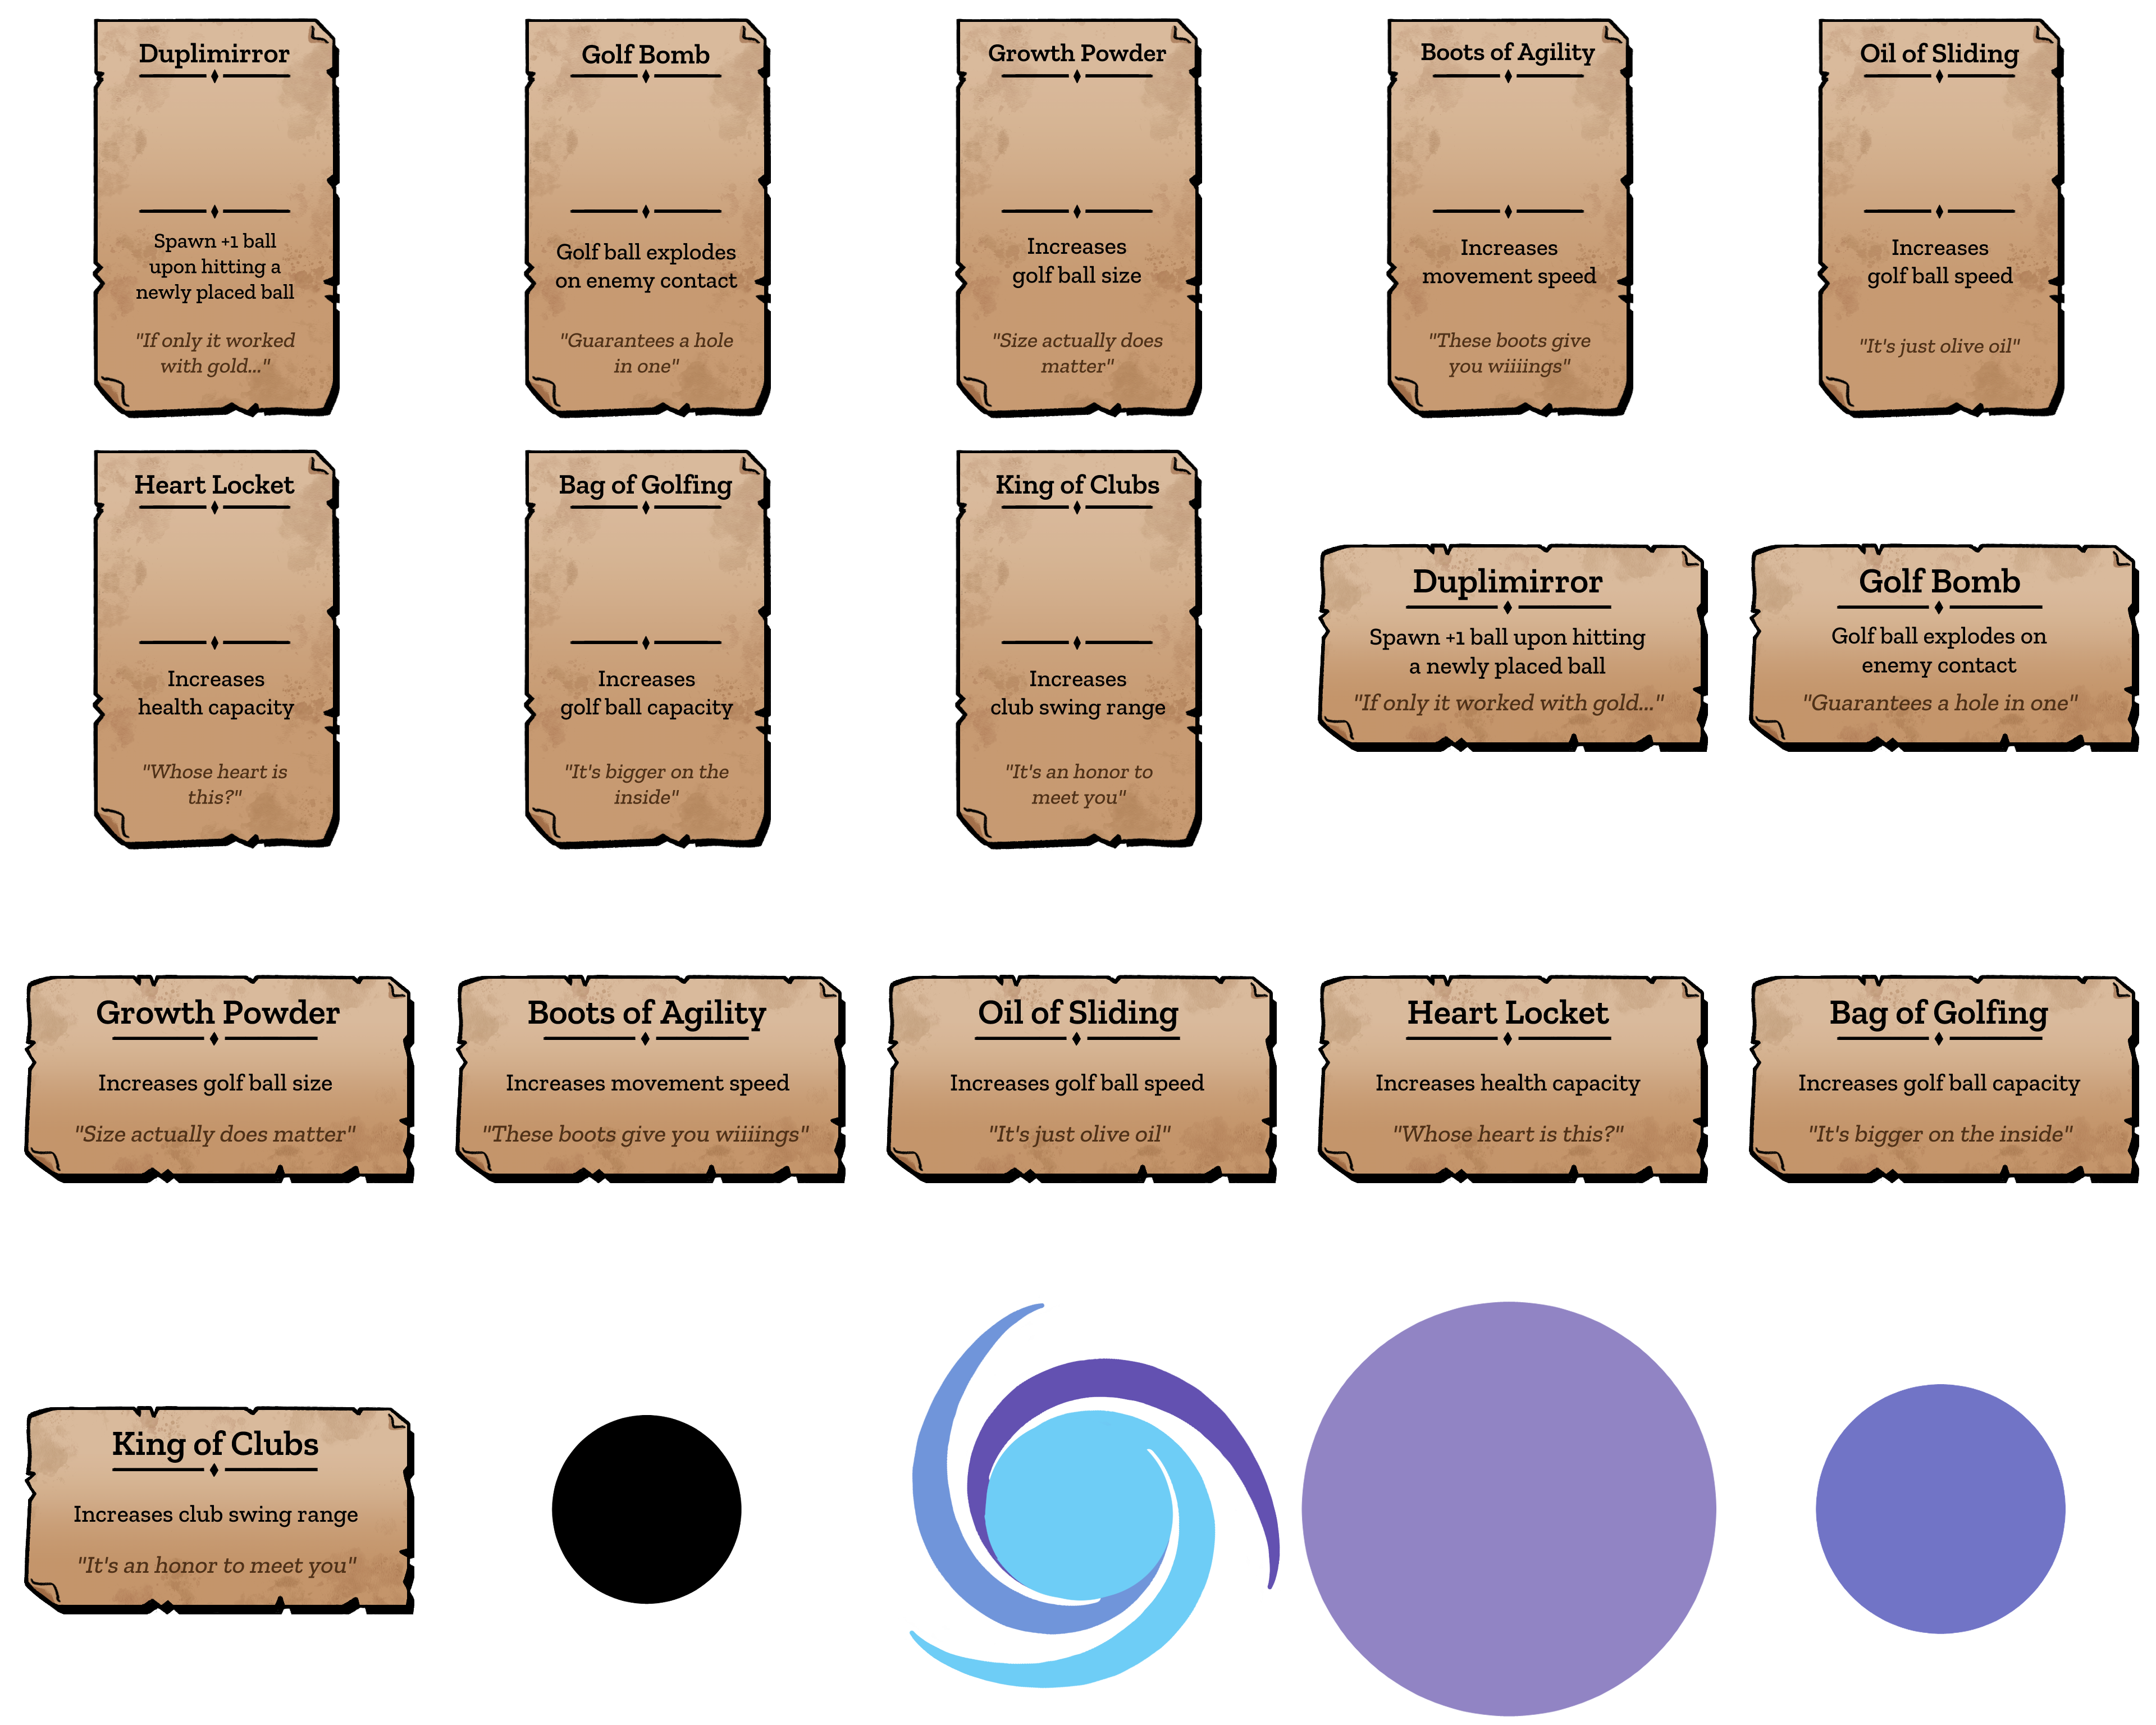 Duplimirror
Spawn +1 ball
upon hitting a
newly placed ball
"If only it worked
with gold..."
Golf Bomb
Golf ball explodes
on enemy contact
"Guarantees a hole
in one"
Growth Powder
Increases
golf ball size
"Size actually does
matter"
Boots of Agility
Increases
movement speed
"These boots give
you wiiiings"
Oil of Sliding
Increases
golf ball speed
"It's just olive oil"
Heart Locket
Increases
health capacity
"Whose heart is
this?"
Bag of Golfing
Increases
golf ball capacity
"It's bigger on the
inside"
King of Clubs
Increases
club swing range
"It's an honor to
meet you"
Duplimirror
Spawn +1 ball upon hitting
a newly placed ball
"If only it worked with gold..."
Golf Bomb
Golf ball explodes on
enemy contact
"Guarantees a hole in one"
Growth Powder
Increases golf ball size
"Size actually does matter"
Boots of Agility
Increases movement speed
"These boots give you wiiiings"
Oil of Sliding
Increases golf ball speed
"It's just olive oil"
Heart Locket
Increases health capacity
"Whose heart is this?"
Bag of Golfing
Increases golf ball capacity
"It's bigger on the inside"
King of Clubs
Increases club swing range
"It's an honor to meet you"